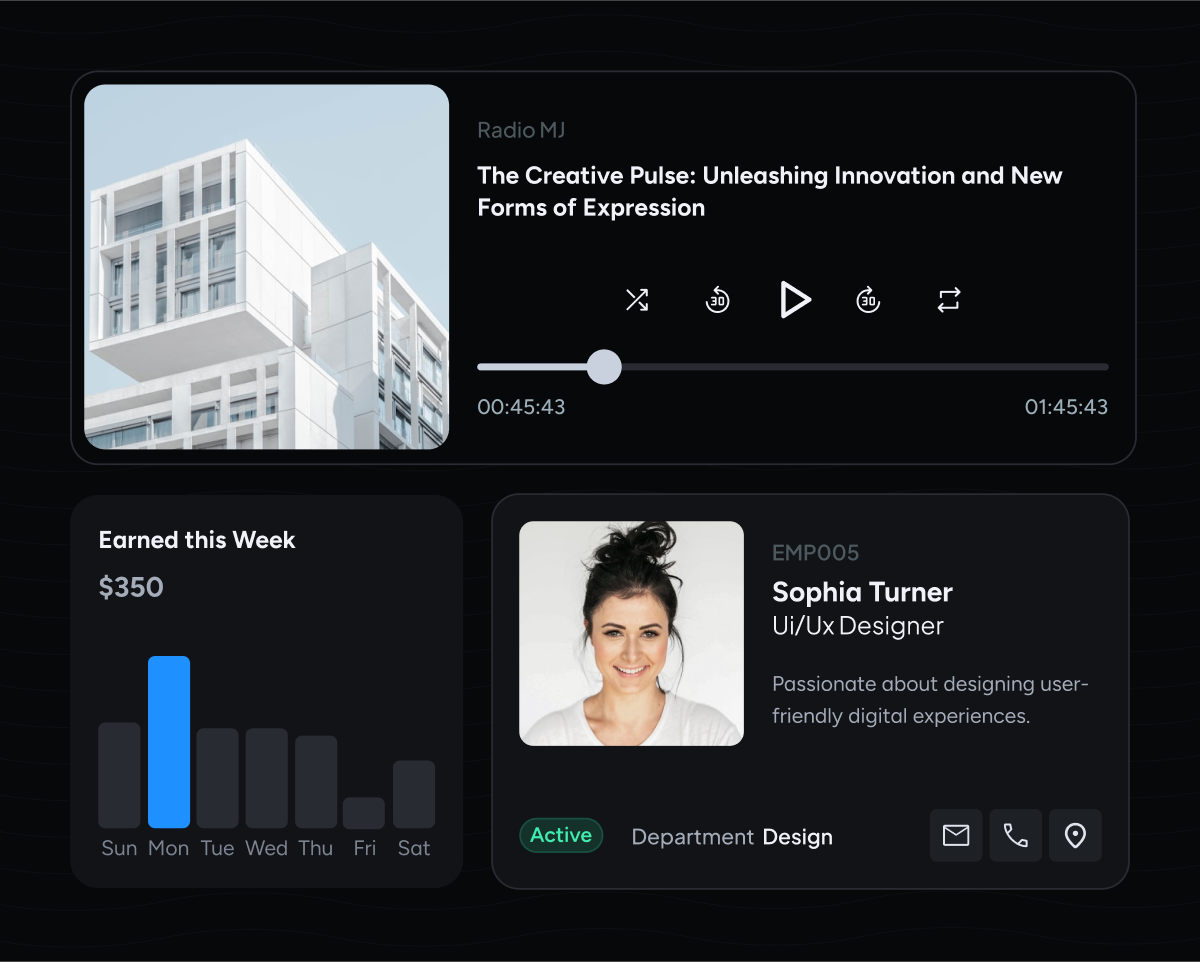 Radio MJ
The Creative Pulse: Unleashing Innovation and New
Forms of Expression
30
30
00:45:43
01:45:43
Earned this Week
$350
Sun Mon Tue Wed Thu Fri Sat
EMP005
Sophia Turner
Ui/Ux Designer
Passionate about designing user-
friendly digital experiences.
Active
Department Design